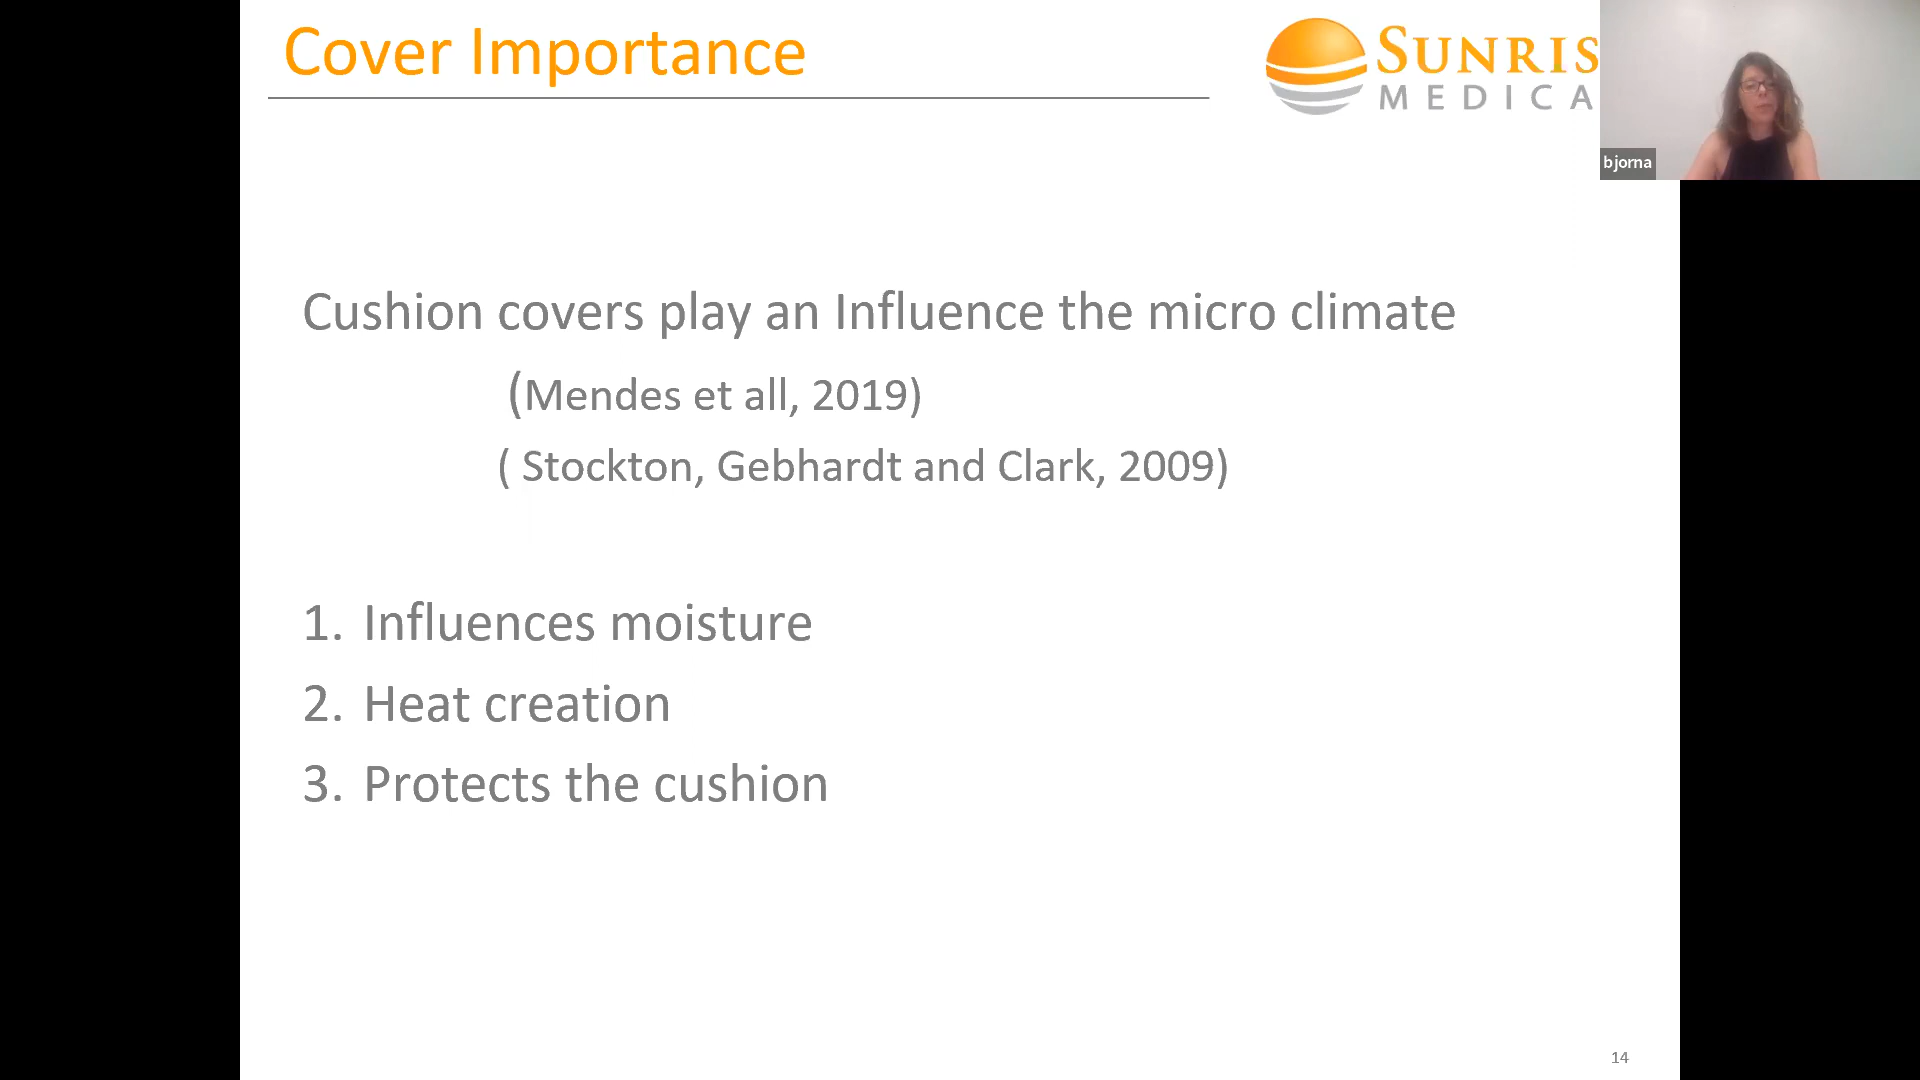 Cover Importance
SUNRIS
MEDICA
bjorna
Cushion covers play an Influence the micro climate
(Mendes et all, 2019)
( Stockton, Gebhardt and Clark, 2009)
1. Influences moisture
2. Heat creation
3. Protects the cushion
14